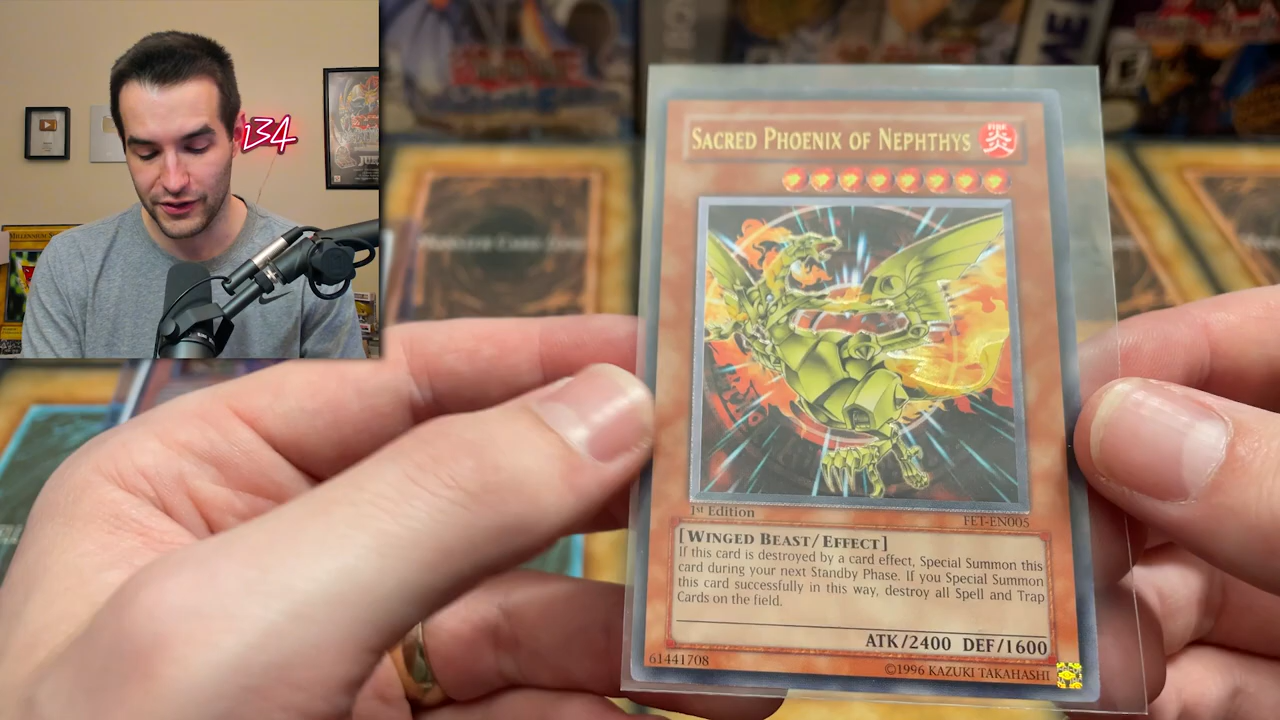 134
SACRED PHOENIX OF NEPHTHYS
FIRE
炎
1st Edition
FET-EN005
[WINGED BEAST/EFFECT]
If this card is destroyed by a card effect, Special Summon this
card during your next Standby Phase. If you Special Summon
this card successfully in this way, destroy all Spell and Trap
Cards on the field.
ATK/2400 DEF/1600
61441708
©1996 KAZUKI TAKAHASHI